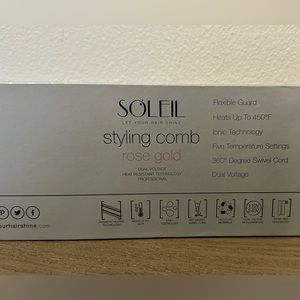 SOLEIL
LET YOUR HAIR SHINE
styling comb
rose gold
DUAL VOLTAGE
HEAT RESISTANT TECHNOLOGY
PROFESSIONAL
Flexible Guard
Heats Up To 450°F
Ionic Technology
Five Temperature Settings
360° Degree Swivel Cord
Dual Voltage
ourhairshine.com